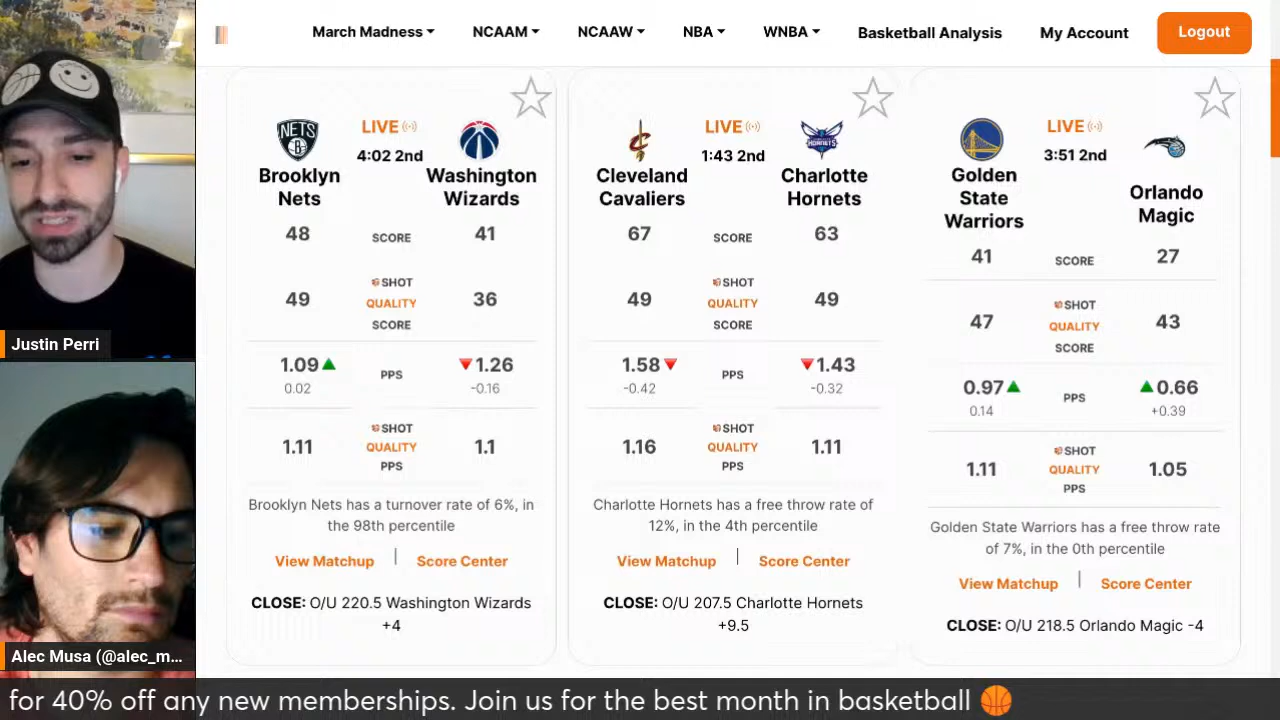 March Madness
NCAAM
NCAAW
NBA
WNBA
Basketball Analysis
My Account
Logout
NETS
B
LIVE
4:02 2nd
Brooklyn
Nets
Washington
Wizards
48
SCORE
41
49
SHOT
QUALITY
SCORE
36
1.09
0.02
PPS
1.26
-0.16
1.11
SHOT
QUALITY
PPS
1.1
Brooklyn Nets has a turnover rate of 6%, in
the 98th percentile
View Matchup | Score Center
CLOSE: O/U 220.5 Washington Wizards
+4
LIVE
1:43 2nd
HORNETS
Cleveland
Cavaliers
Charlotte
Hornets
67
SCORE
63
49
SHOT
QUALITY
SCORE
49
1.58
-0.42
PPS
1.43
-0.32
1.16
SHOT
QUALITY
PPS
1.11
Charlotte Hornets has a free throw rate of
12%, in the 4th percentile
View Matchup | Score Center
CLOSE: O/U 207.5 Charlotte Hornets
+9.5
LIVE
3:51 2nd
Golden
State
Warriors
Orlando
Magic
41
SCORE
27
47
SHOT
QUALITY
SCORE
43
0.97
0.14
PPS
0.66
+0.39
1.11
SHOT
QUALITY
PPS
1.05
Golden State Warriors has a free throw rate
of 7%, in the 0th percentile
View Matchup | Score Center
CLOSE: O/U 218.5 Orlando Magic -4
Justin Perri
Alec Musa (@alec_m...
for 40% off any new memberships. Join us for the best month in basketball 🏀